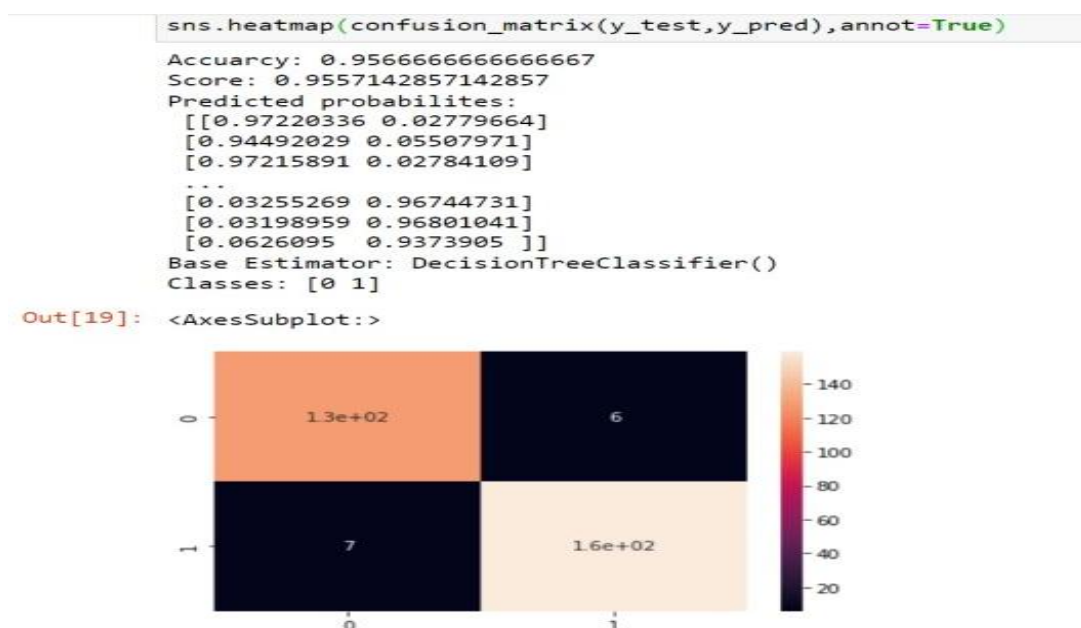 sns.heatmap(confusion_matrix(y_test,y_pred),annot=True)
Accuarcy: 0.9566666666666667
Score: 0.9557142857142857
Predicted probabilites:
[[0.97220336 0.02779664]
[0.94492029 0.05507971]
[0.97215891 0.02784109]
...
[0.03255269 0.96744731]
[0.03198959 0.96801041]
[0.0626095 0.9373905 ]]
Base Estimator: DecisionTreeClassifier()
Classes: [0 1]
Out[19]: <AxesSubplot:>
0 1.3e+02 6
1 7 1.6e+02
0 1
140
120
100
80
60
40
20